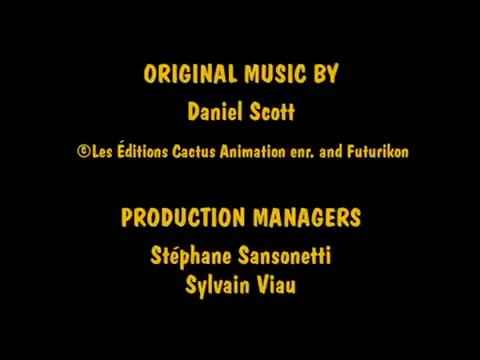 ORIGINAL MUSIC BY
Daniel Scott
©Les Éditions Cactus Animation enr. and Futurikon
PRODUCTION MANAGERS
Stéphane Sansonetti
Sylvain Viau